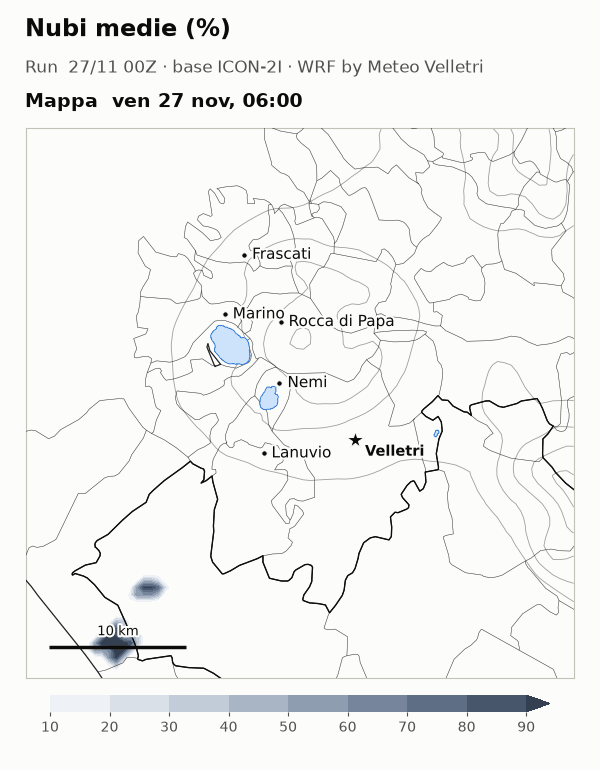 Nubi medie (%)
Run  27/11 00Z · base ICON-2I · WRF by Meteo Velletri
Mappa  ven 27 nov, 06:00
Frascati
Marino
Rocca di Papa
Nemi
Velletri
Lanuvio
10 km
10 20 30 40 50 60 70 80 90